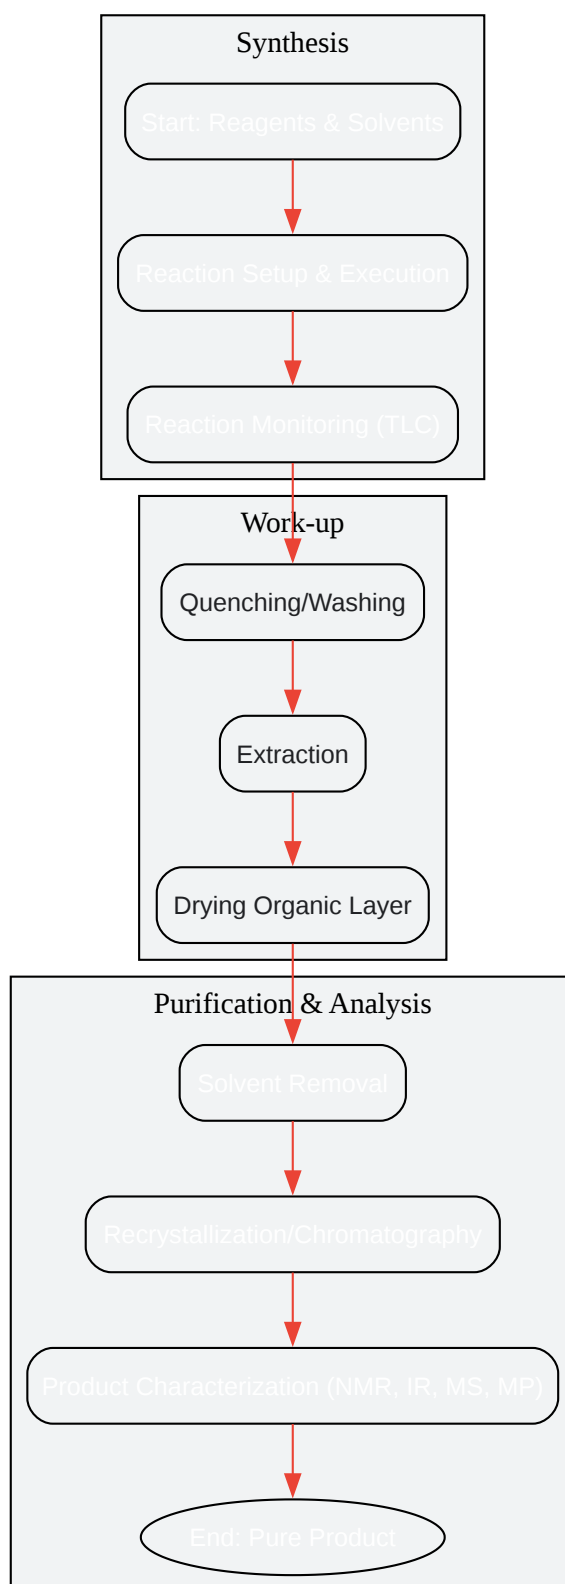 Synthesis
Start: Reagents & Solvents
Reaction Setup & Execution
Reaction Monitoring (TLC)
Work-up
Quenching/Washing
Extraction
Drying Organic Layer
Purification & Analysis
Solvent Removal
Recrystallization/Chromatography
Product Characterization (NMR, IR, MS, MP)
End: Pure Product